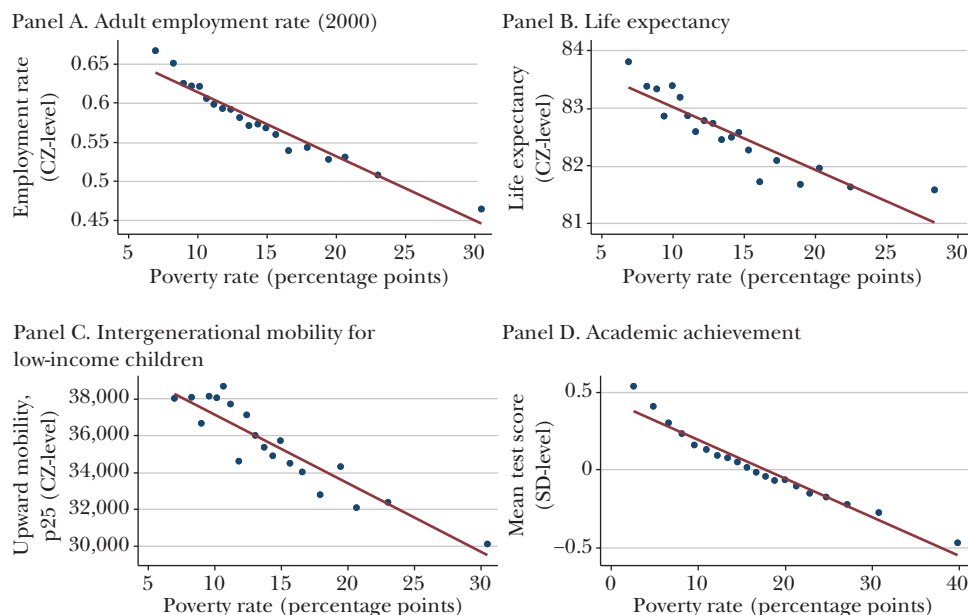 Panel A. Adult employment rate (2000)
Employment rate
(CZ-level)
0.65
0.6
0.55
0.5
0.45
5 10 15 20 25 30
Poverty rate (percentage points)
Panel B. Life expectancy
Life expectancy
(CZ-level)
84
83
82
81
5 10 15 20 25 30
Poverty rate (percentage points)
Panel C. Intergenerational mobility for
low-income children
Upward mobility,
p25 (CZ-level)
38,000
36,000
34,000
32,000
30,000
5 10 15 20 25 30
Poverty rate (percentage points)
Panel D. Academic achievement
Mean test score
(SD-level)
0.5
0
−0.5
0 10 20 30 40
Poverty rate (percentage points)